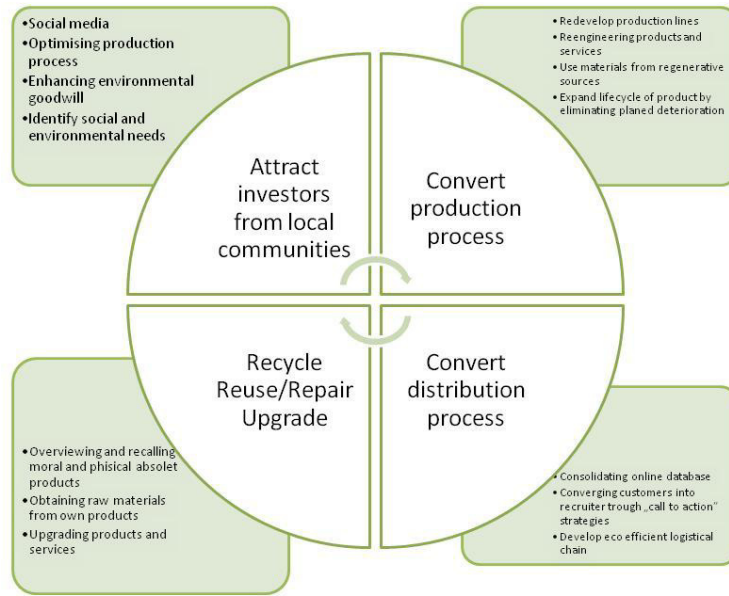 •Social media
•Optimising production
process
•Enhancing environmental
goodwill
•Identify social and
environmental needs
Attract
investors
from local
communities
•Redevelop production lines
•Reengineering products and
services
•Use materials from regenerative
sources
•Expand lifecycle of product by
eliminating planed deterioration
Convert
production
process
Recycle
Reuse/Repair
Upgrade
•Overviewing and recalling
moral and phisical absolet
products
•Obtaining raw materials
from own products
•Upgrading products and
services
Convert
distribution
process
•Consolidating online database
•Converging customers into
recruiter trough „call to action”
strategies
•Develop eco efficient logistical
chain